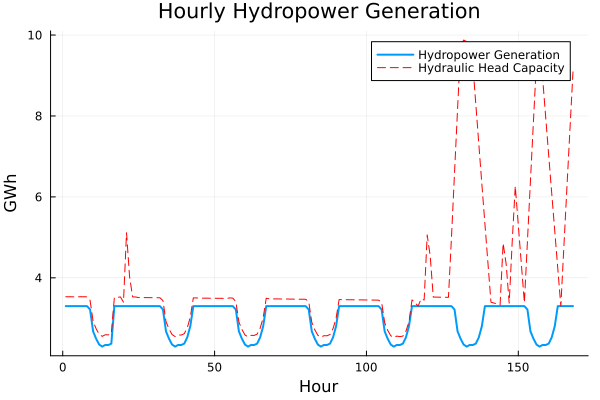 Hourly Hydropower Generation
10
8
6
4
GWh
Hydropower Generation
Hydraulic Head Capacity
0
50
100
150
Hour